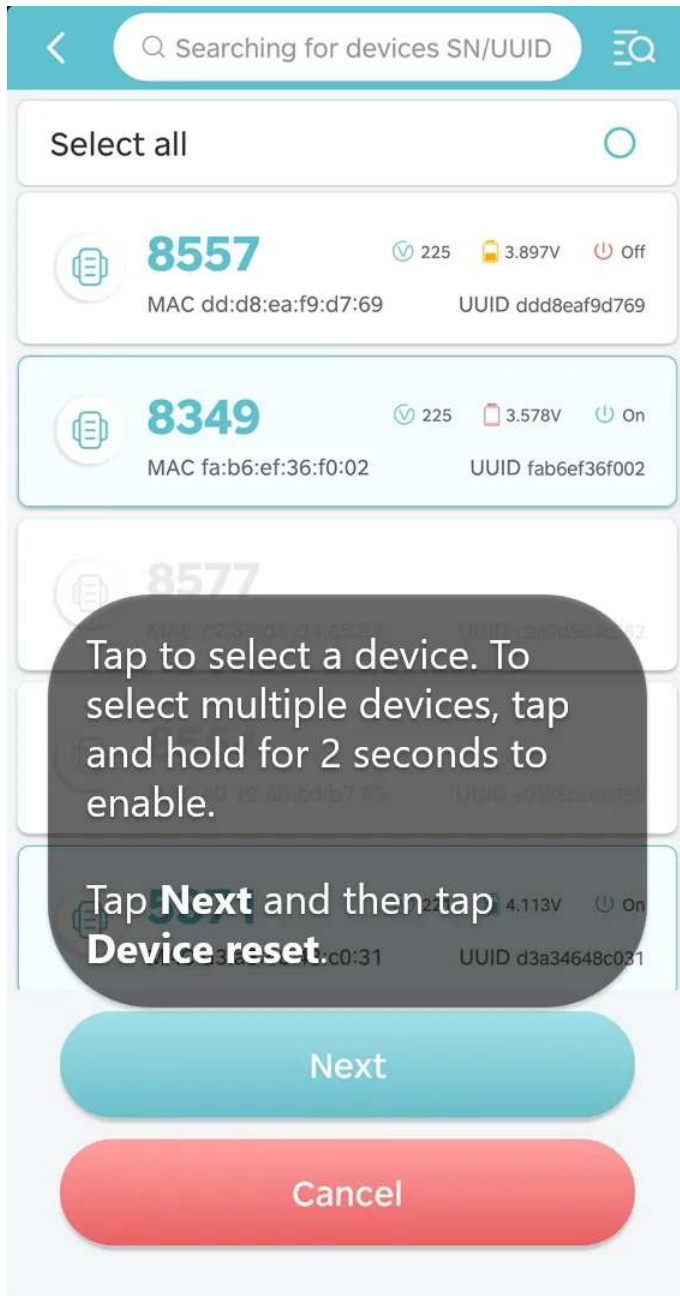 Searching for devices SN/UUID
Select all
8557
225
3.897V
Off
MAC dd:d8:ea:f9:d7:69
UUID ddd8eaf9d769
8349
225
3.578V
On
MAC fa:b6:ef:36:f0:02
UUID fab6ef36f002
8577
Tap to select a device. To
select multiple devices, tap
and hold for 2 seconds to
enable.
Tap Next and then tap
Device reset.
4.113V
On
UUID d3a34648c031
Next
Cancel